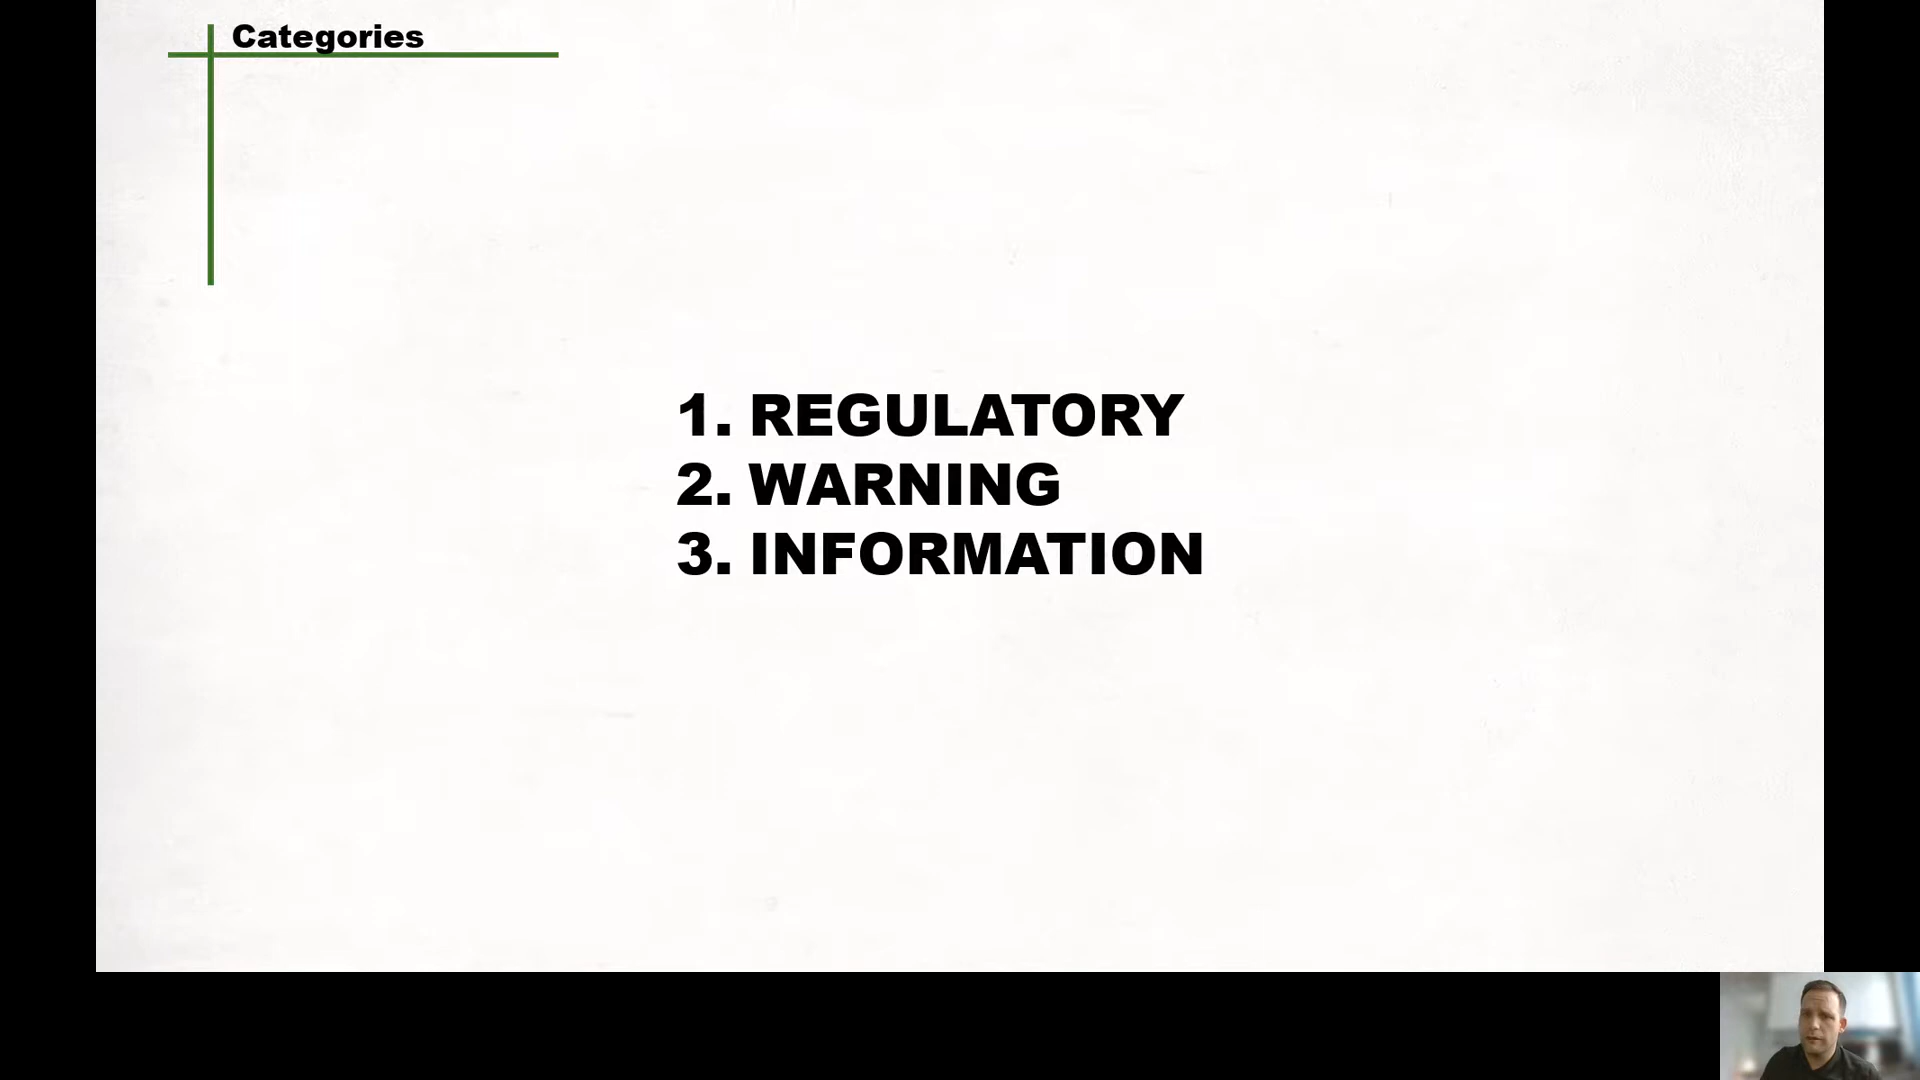 Categories
1. REGULATORY
2. WARNING
3. INFORMATION